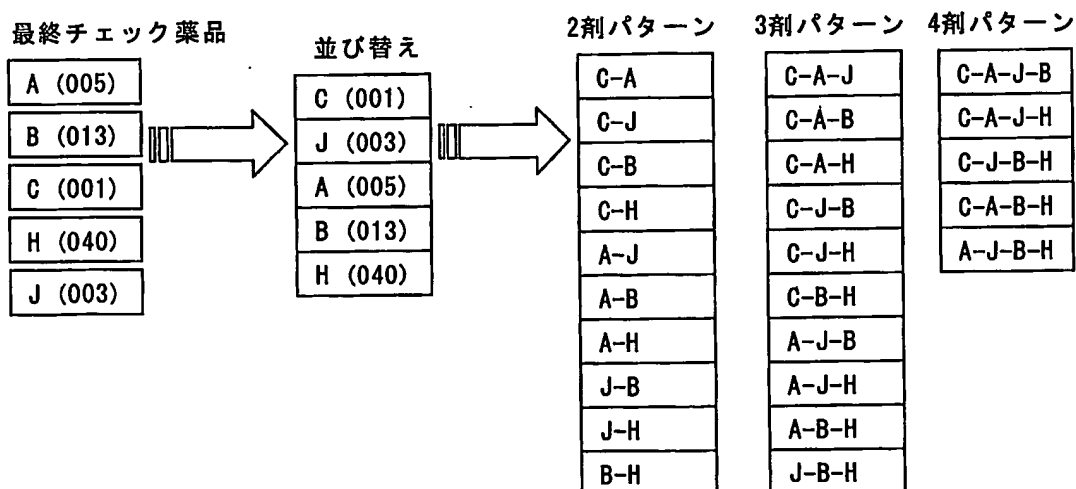 最終チェック薬品
A (005)
B (013)
C (001)
H (040)
J (003)
並び替え
C (001)
J (003)
A (005)
B (013)
H (040)
2剤パターン
C-A
C-J
C-B
C-H
A-J
A-B
A-H
J-B
J-H
B-H
3剤パターン
C-A-J
C-A-B
C-A-H
C-J-B
C-J-H
C-B-H
A-J-B
A-J-H
A-B-H
J-B-H
4剤パターン
C-A-J-B
C-A-J-H
C-J-B-H
C-A-B-H
A-J-B-H